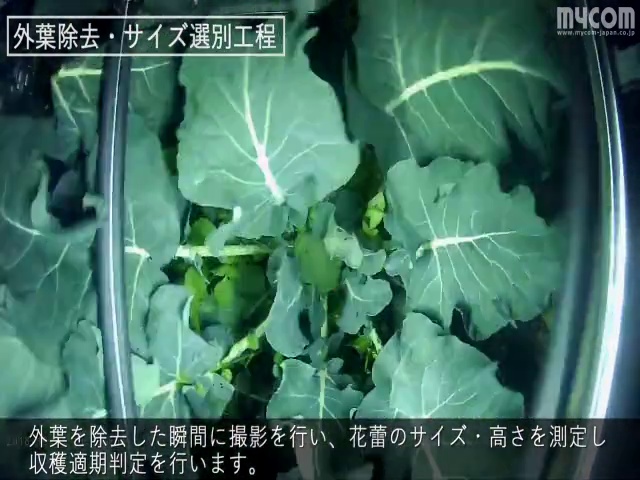 外葉除去・サイズ選別工程
mycom
www.mycom-japan.co.jp
外葉を除去した瞬間に撮影を行い、花蕾のサイズ・高さを測定し
収穫適期判定を行います。